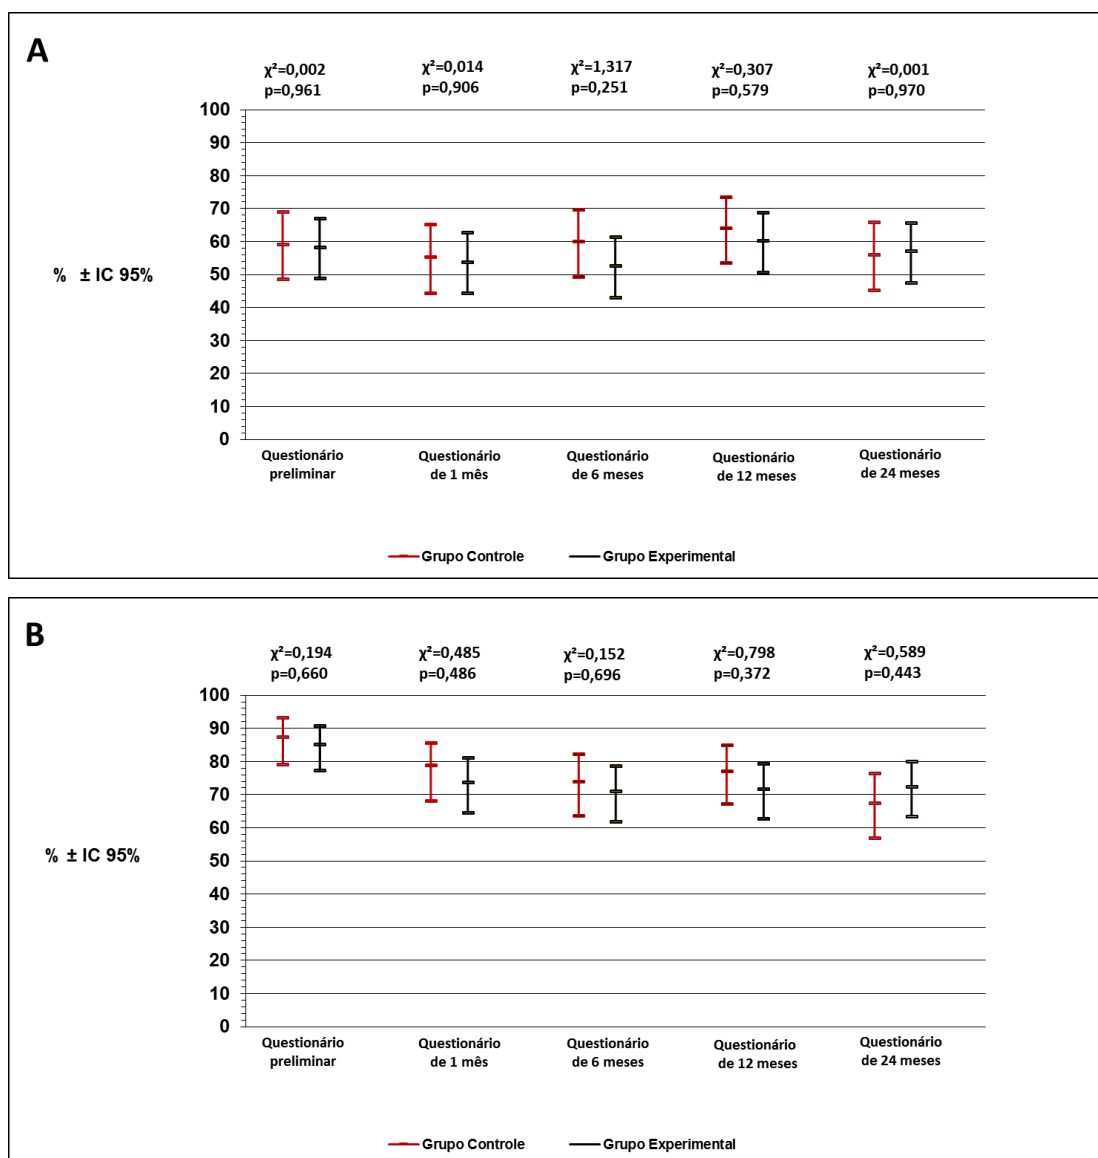 A
χ²=0,002 χ²=0,014 χ²=1,317 χ²=0,307 χ²=0,001
p=0,961 p=0,906 p=0,251 p=0,579 p=0,970
100
90
80
70
60
50
% ± IC 95%
40
30
20
10
0
Questionário Questionário Questionário Questionário Questionário
preliminar de 1 mês de 6 meses de 12 meses de 24 meses
Grupo Controle Grupo Experimental
B
χ²=0,194 χ²=0,485 χ²=0,152 χ²=0,798 χ²=0,589
p=0,660 p=0,486 p=0,696 p=0,372 p=0,443
100
90
80
70
60
% ± IC 95%
50
40
30
20
10
0
Questionário Questionário Questionário Questionário Questionário
preliminar de 1 mês de 6 meses de 12 meses de 24 meses
Grupo Controle Grupo Experimental